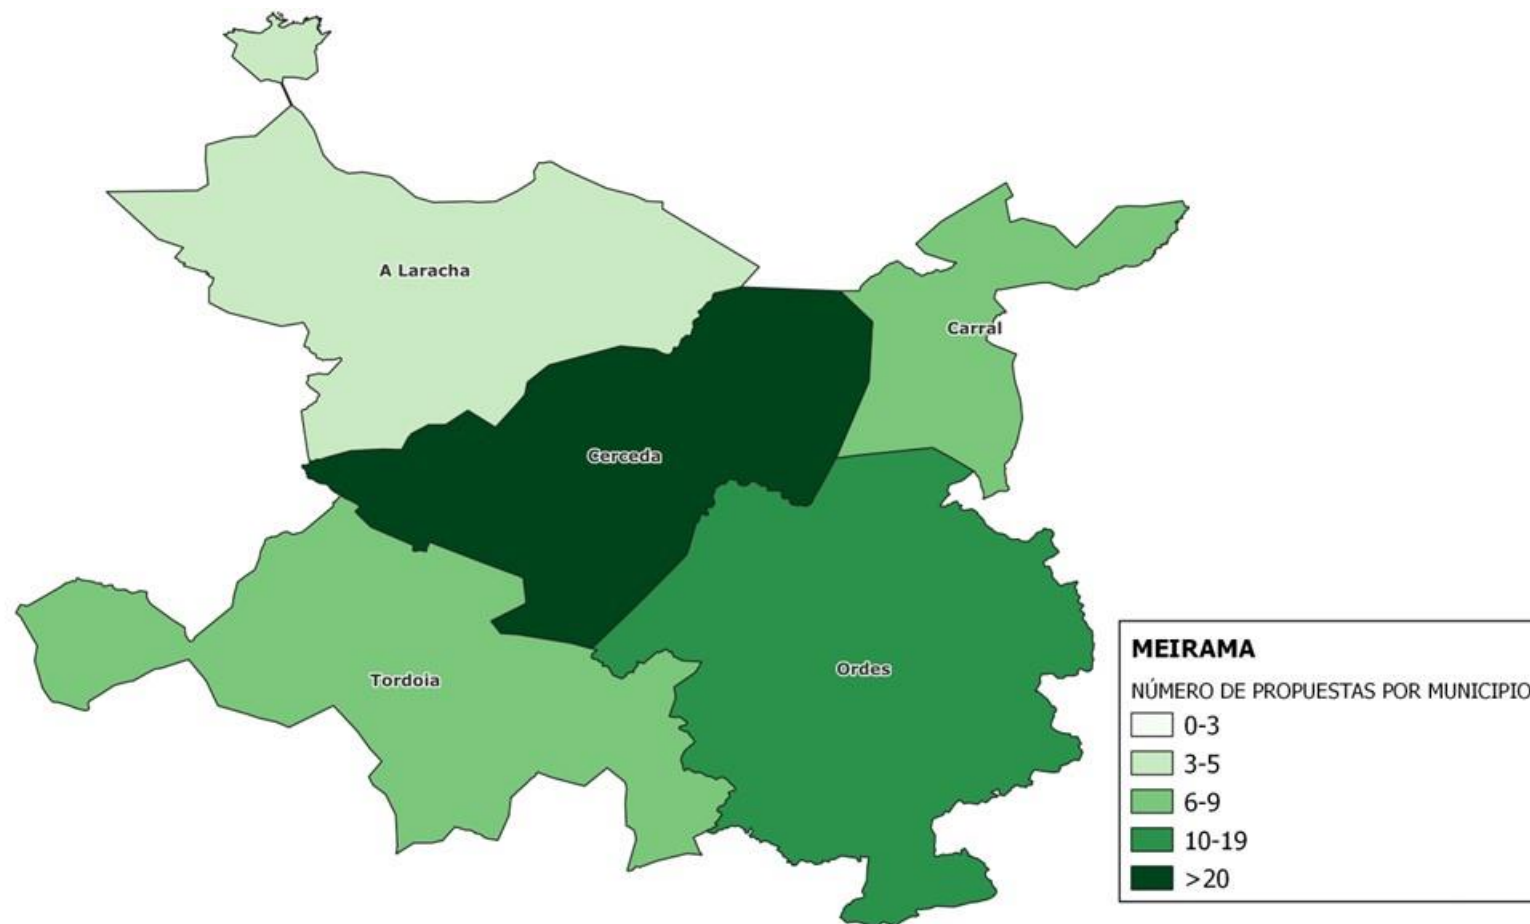 A Laracha
Carral
Cerceda
Ordes
Tordoia
MEIRAMA
NÚMERO DE PROPUESTAS POR MUNICIPIO
0-3
3-5
6-9
10-19
>20